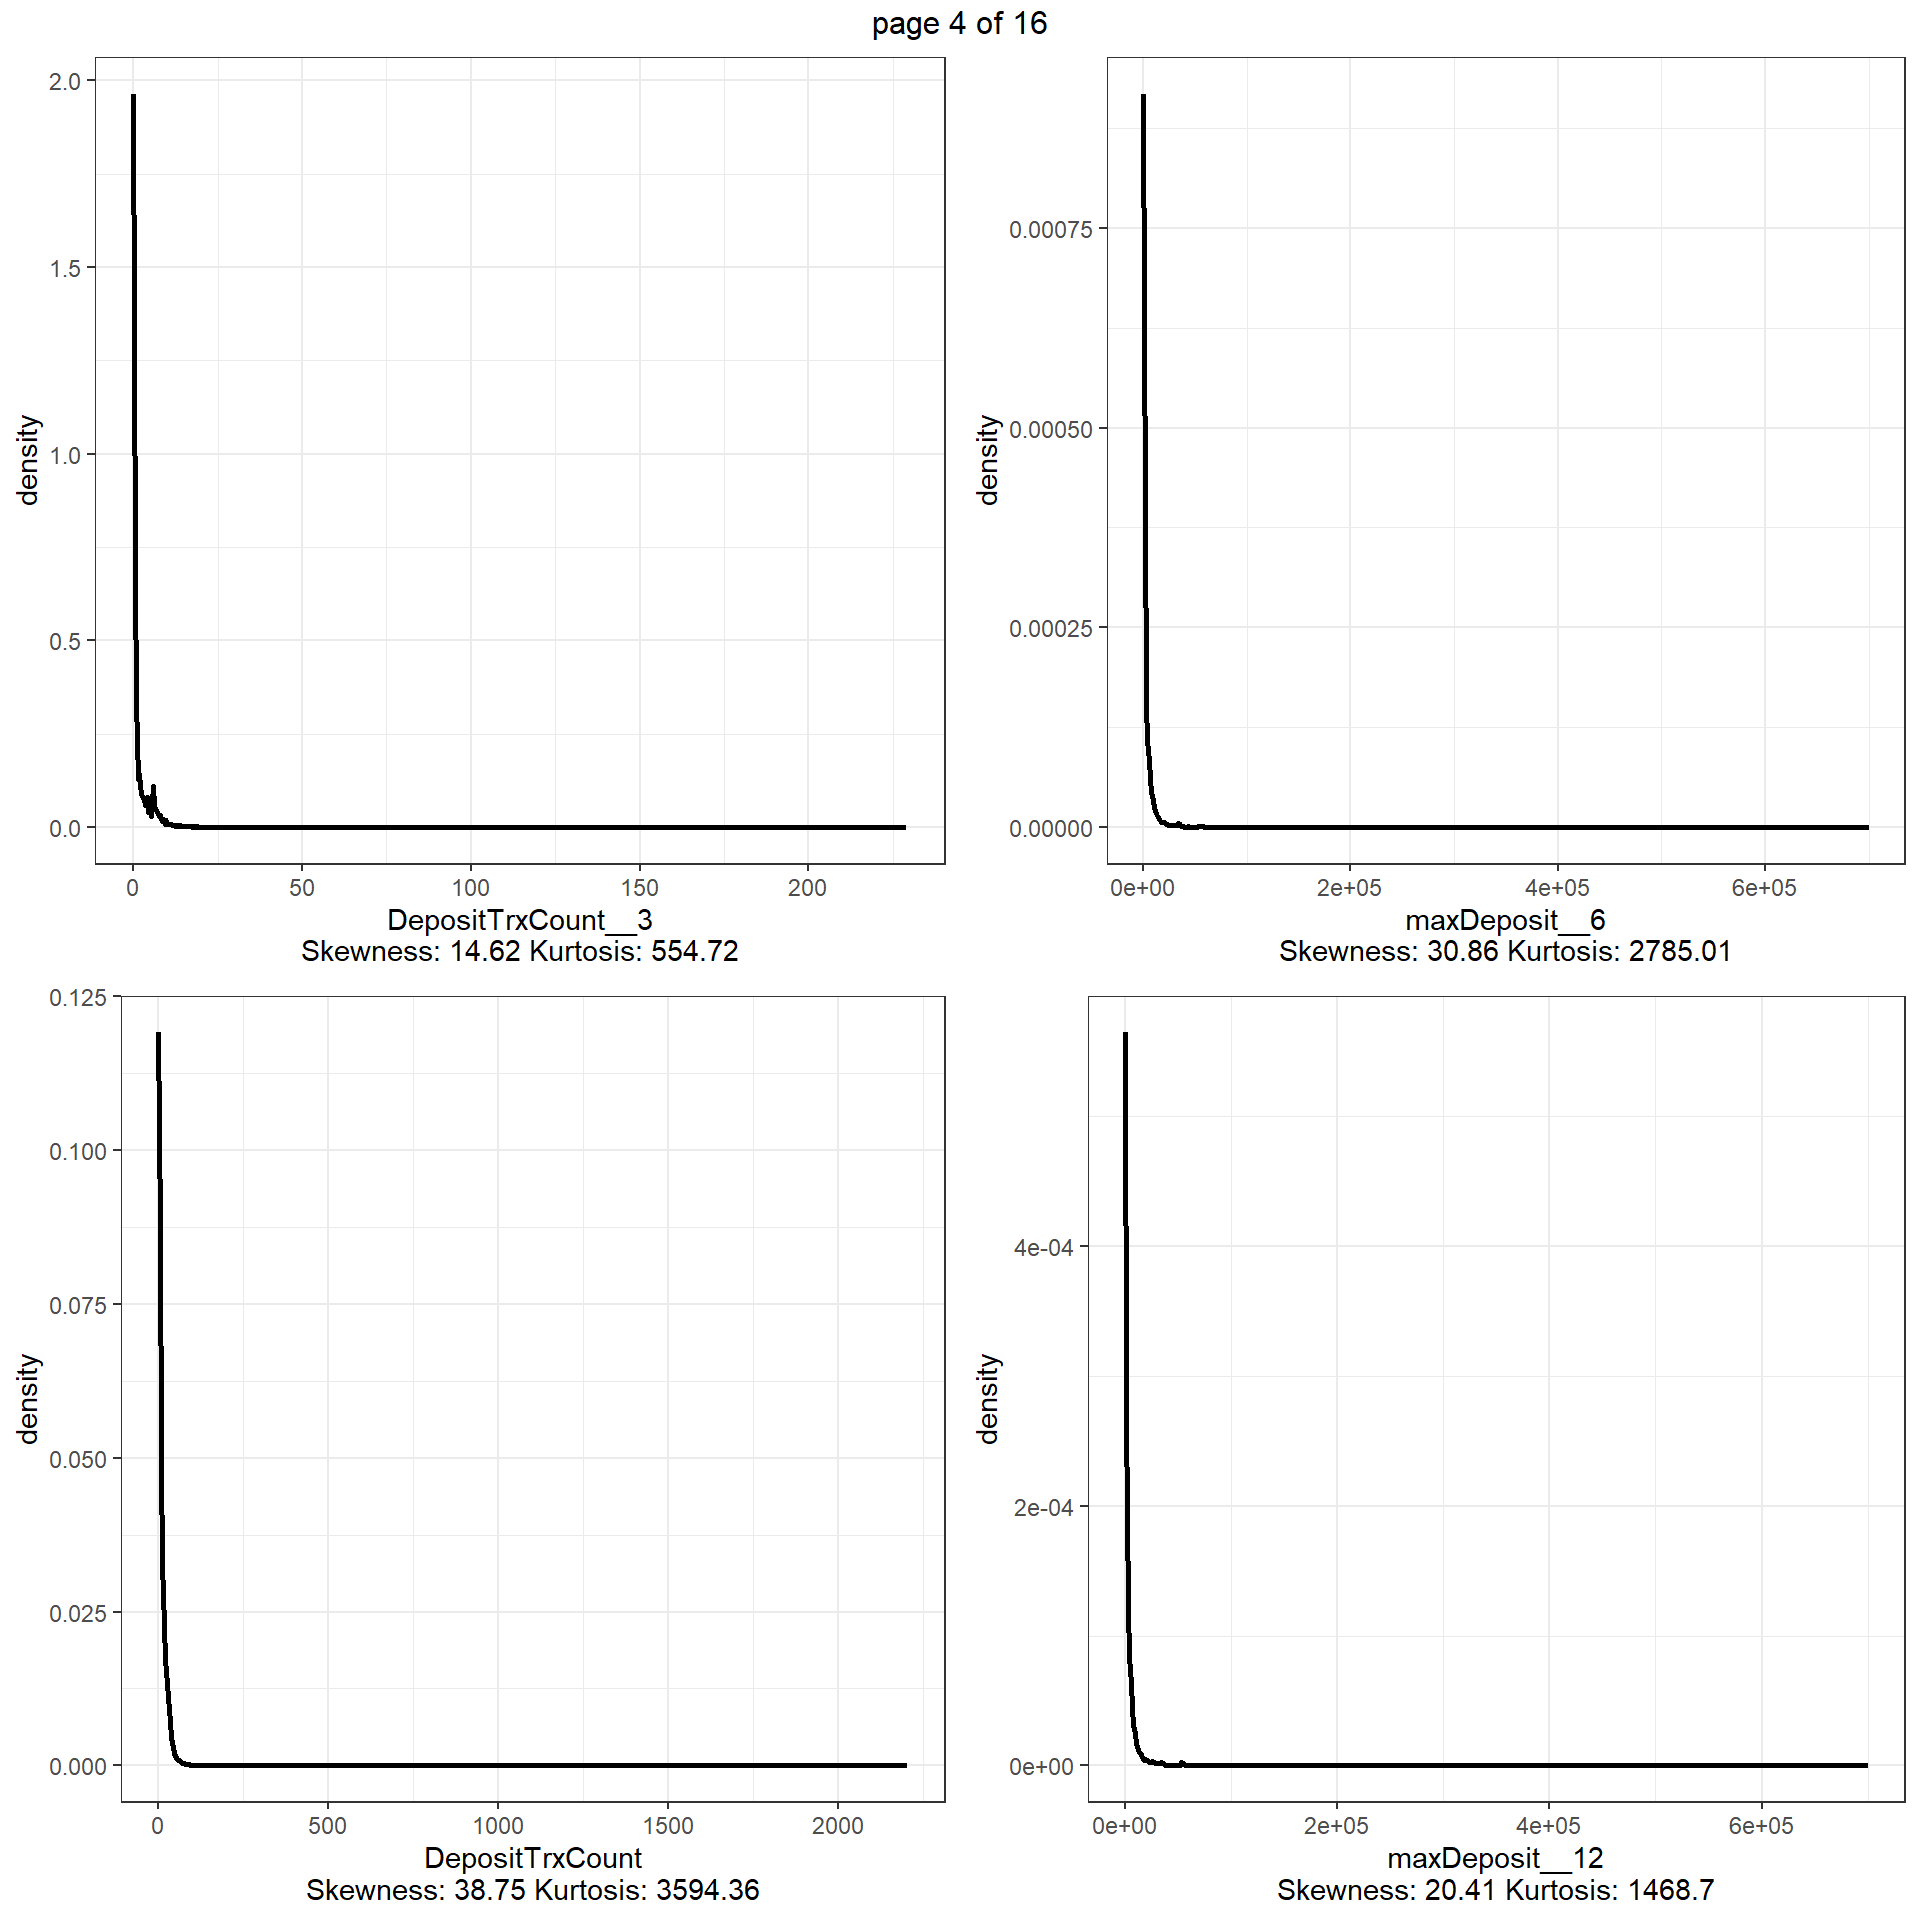 page 4 of 16
2.0
1.5
1.0
0.5
0.0
density
0 50 100 150 200
DepositTrxCount__3
Skewness: 14.62 Kurtosis: 554.72
0.00075
0.00050
0.00025
0.00000
density
0e+00 2e+05 4e+05 6e+05
maxDeposit__6
Skewness: 30.86 Kurtosis: 2785.01
0.125
0.100
0.075
0.050
0.025
0.000
density
0 500 1000 1500 2000
DepositTrxCount
Skewness: 38.75 Kurtosis: 3594.36
4e-04
2e-04
0e+00
density
0e+00 2e+05 4e+05 6e+05
maxDeposit__12
Skewness: 20.41 Kurtosis: 1468.7